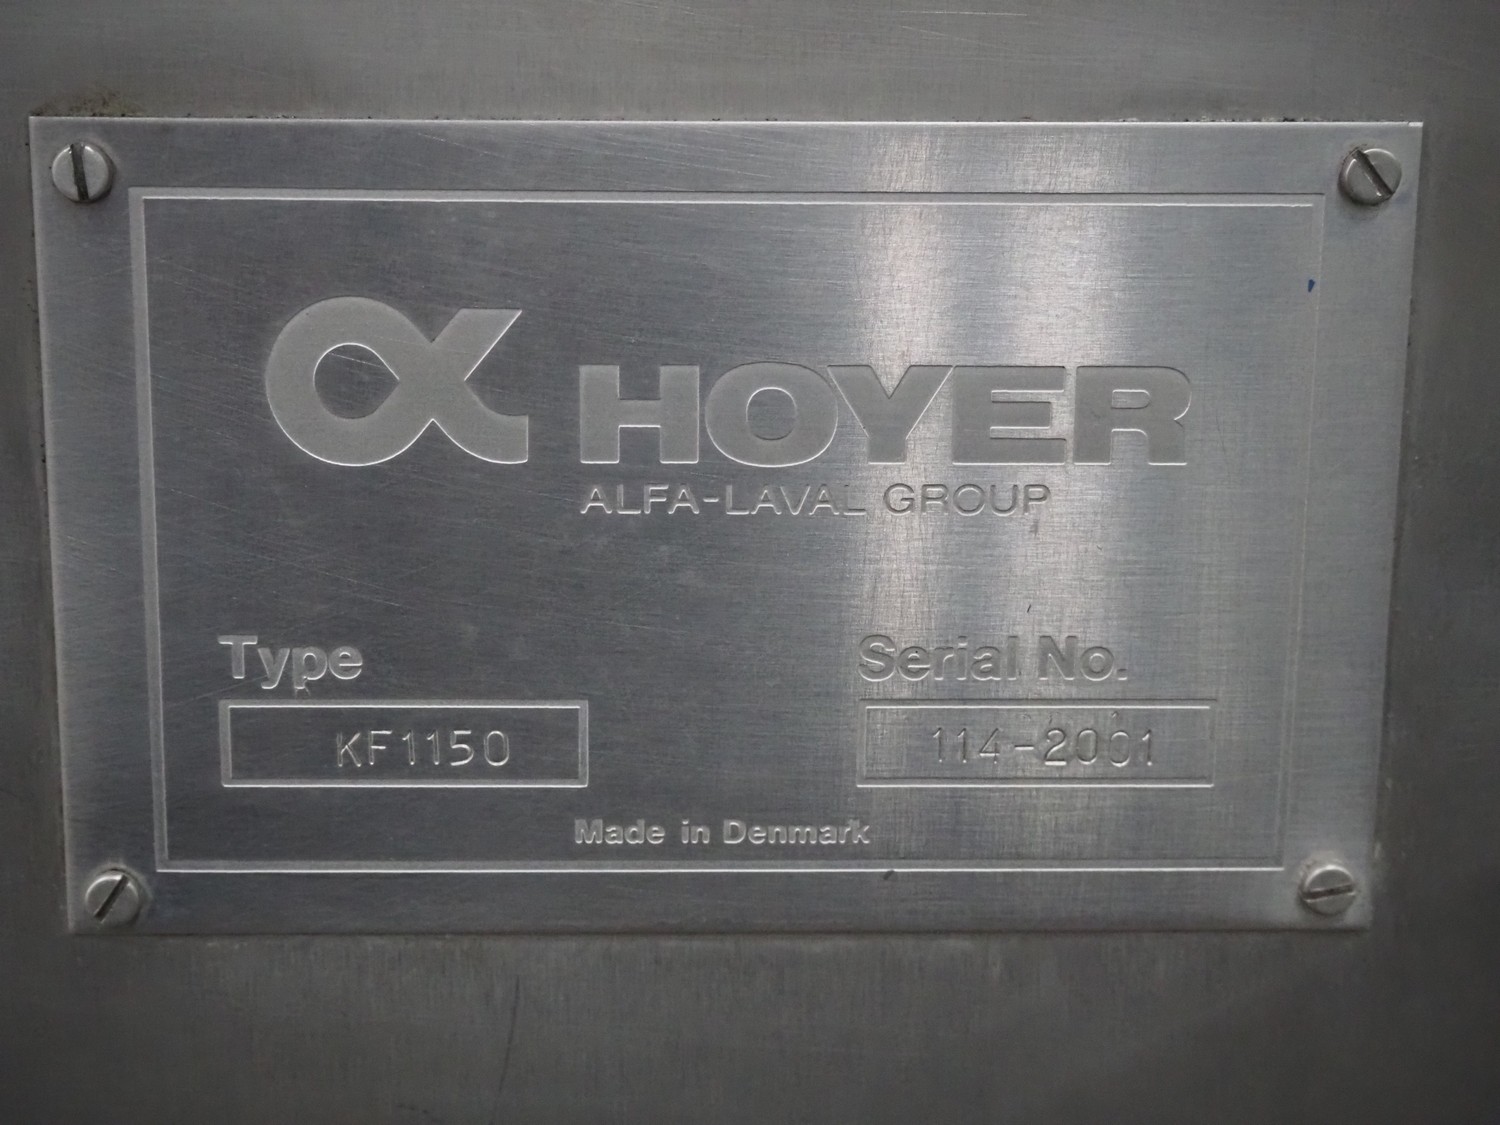 α HOYER
ALFA-LAVAL GROUP
Type Serial No.
KF1150 114-2001
Made in Denmark